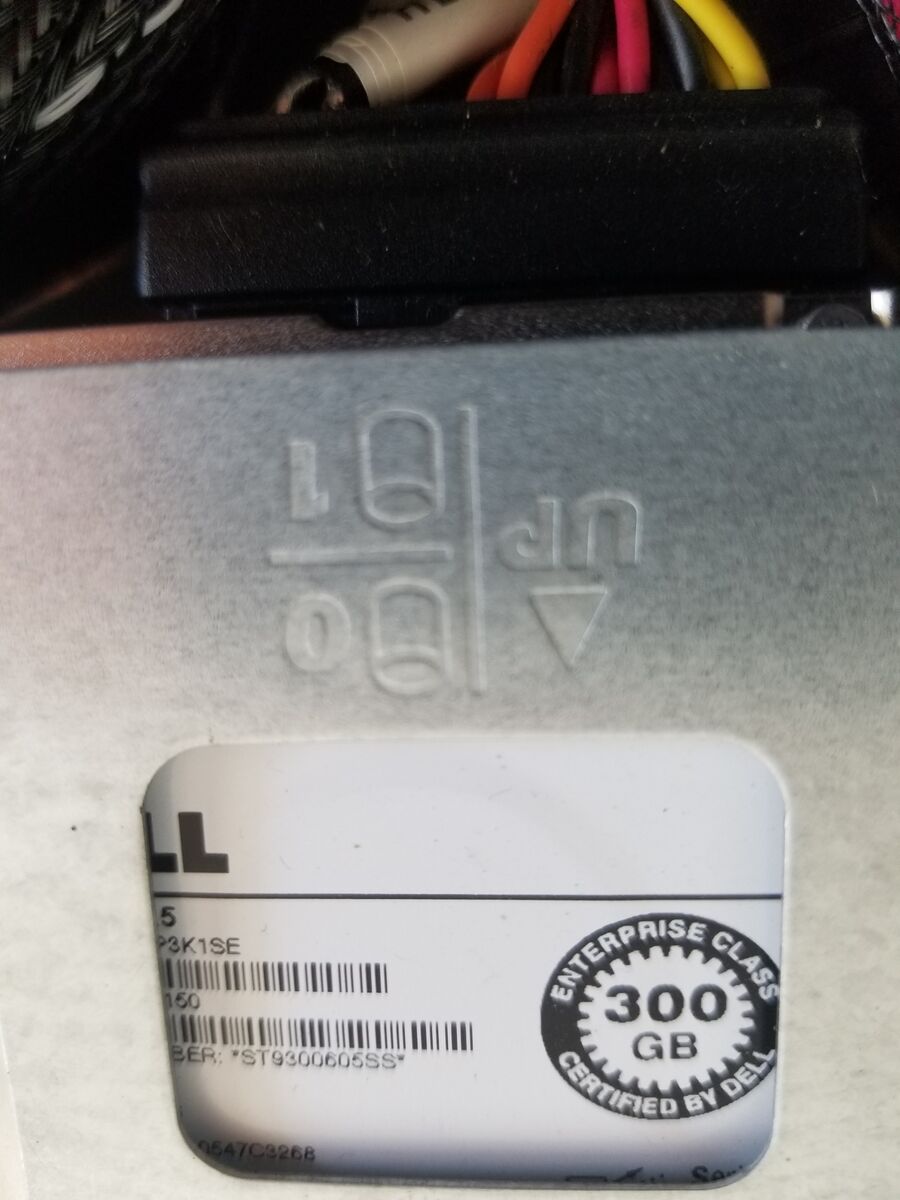 1
UP
0
LL
.5
P3K1SE
150
BER: *ST9300605SS*
0547C3268
ENTERPRISE CLASS
300
GB
CERTIFIED BY DELL